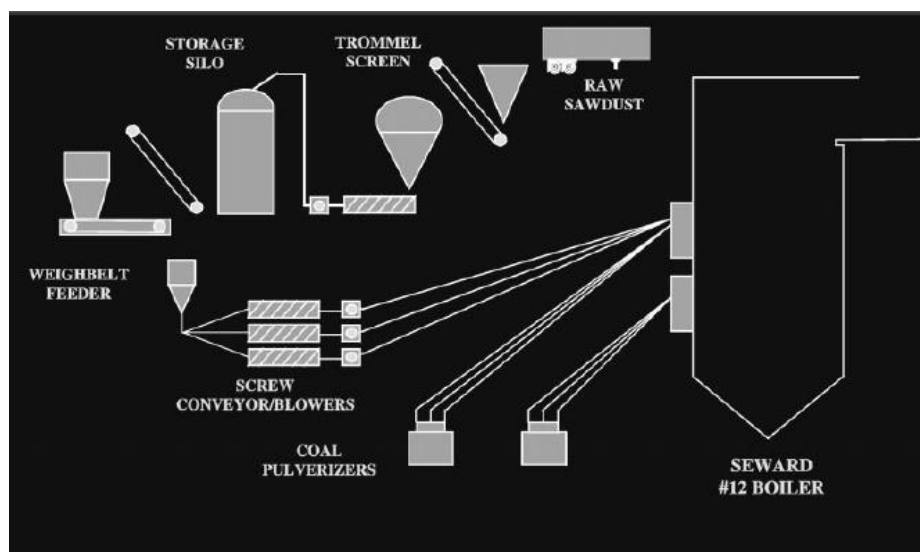 STORAGE
SILO
TROMMEL
SCREEN
RAW
SAWDUST
WEIGHBELT
FEEDER
SCREW
CONVEYOR/BLOWERS
COAL
PULVERIZERS
SEWARD
#12 BOILER